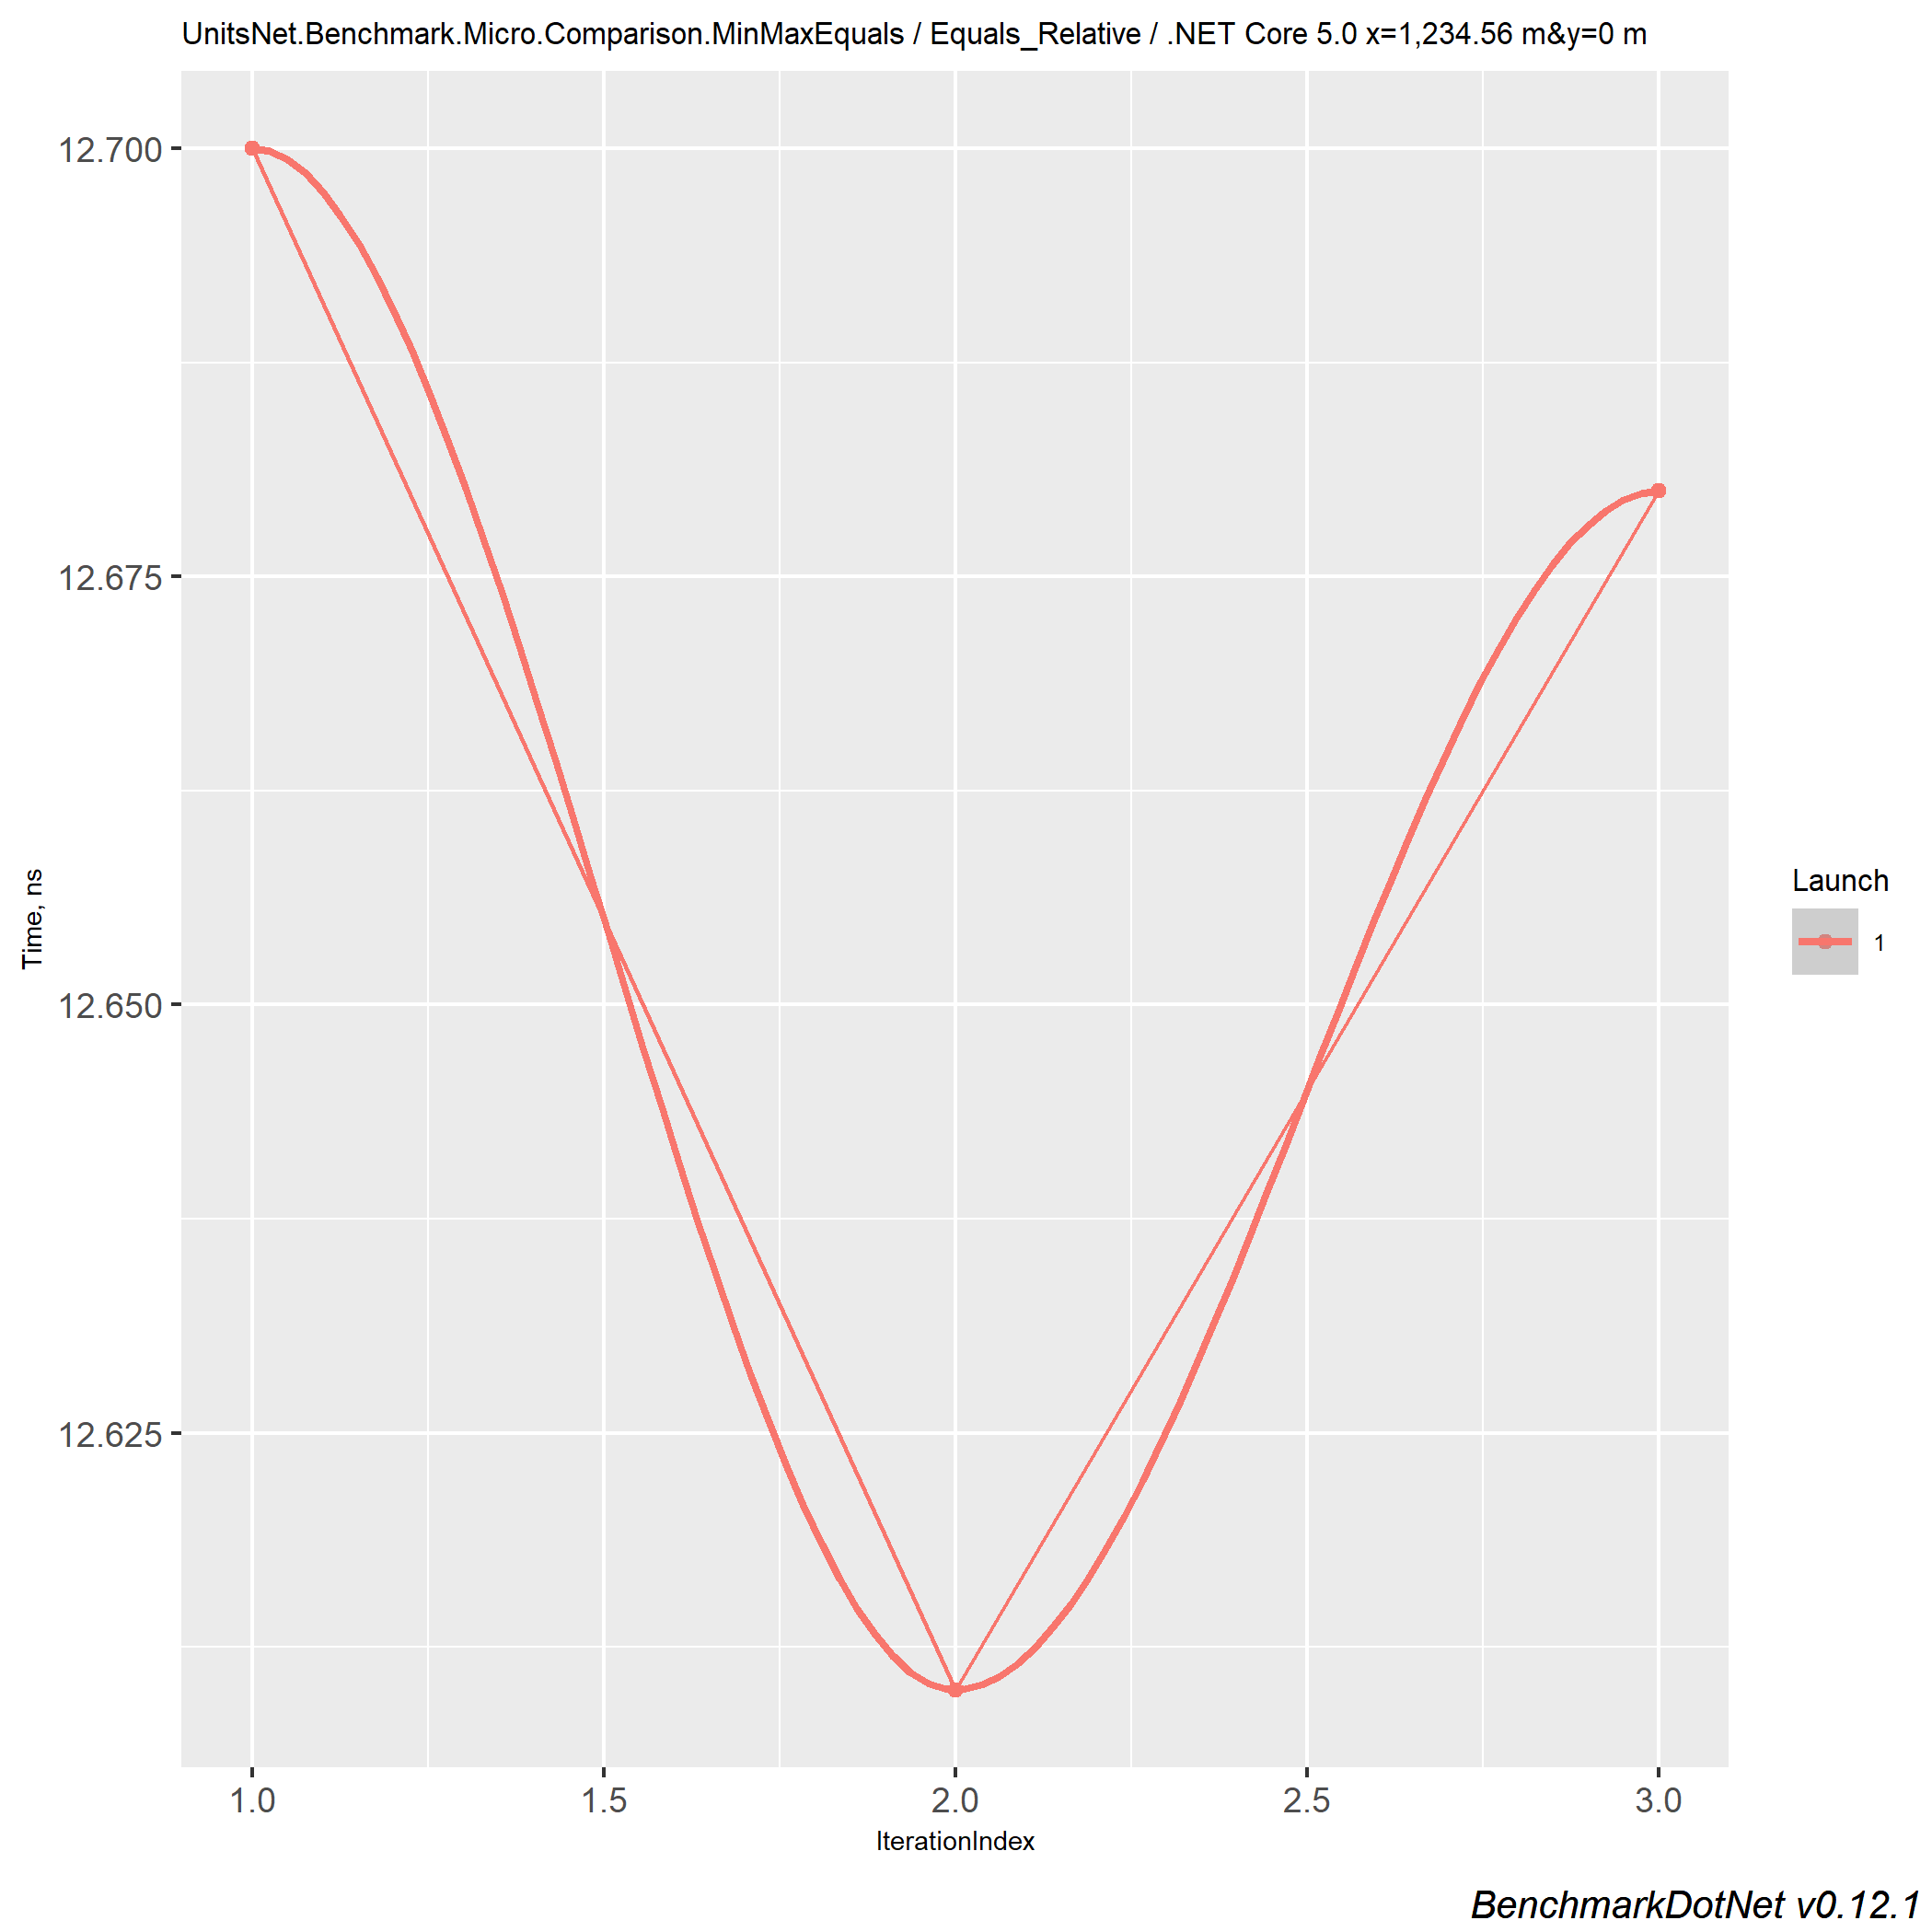 UnitsNet.Benchmark.Micro.Comparison.MinMaxEquals / Equals_Relative / .NET Core 5.0 x=1,234.56 m&y=0 m
12.700
12.675
12.650
12.625
Time, ns
1.0 1.5 2.0 2.5 3.0
IterationIndex
Launch
1
BenchmarkDotNet v0.12.1